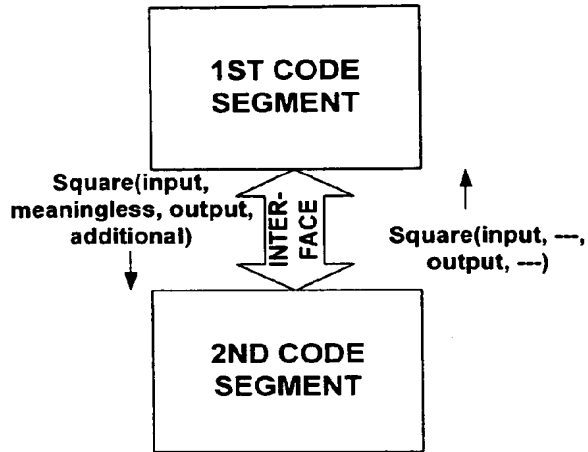 1ST CODE
SEGMENT
Square(input,
meaningless, output,
additional)
INTER-
FACE
Square(input, ---,
output, ---)
2ND CODE
SEGMENT